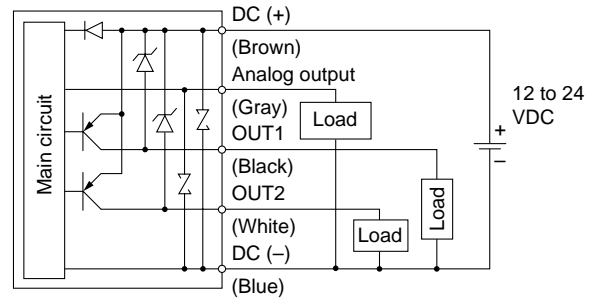 DC (+)
(Brown)
Analog output
(Gray)
OUT1
(Black)
OUT2
(White)
DC (–)
(Blue)
Main circuit
Load
Load
Load
12 to 24
VDC
+
–